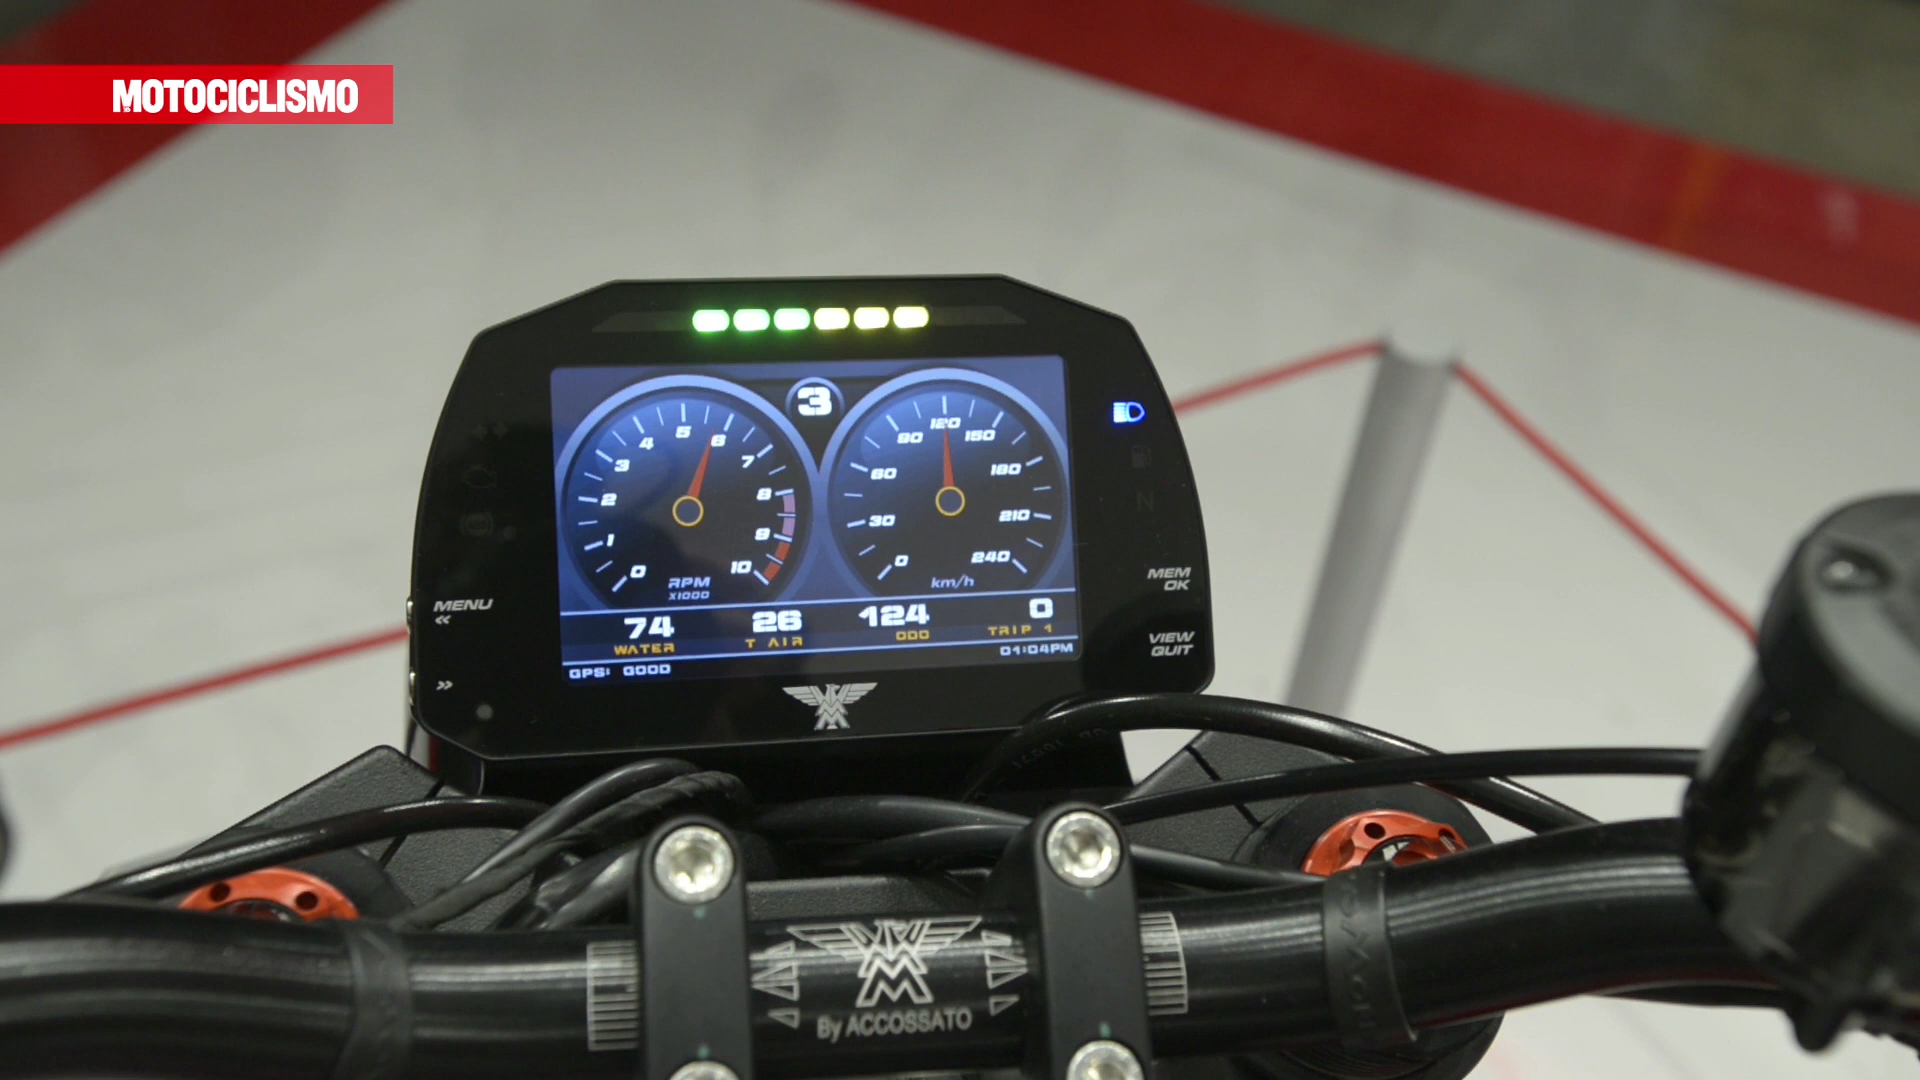 MOTOCICLISMO
3
0 1 2 3 4 5 6 7 8 9 10
RPM
X1000
0 30 60 90 120 150 180 210 240
km/h
74 26 124 0
WATER T AIR ODO TRIP 1
GPS: GOOD 01:04PM
MENU
<<
>>
N
MEM
OK
VIEW
QUIT
By ACCOSSATO